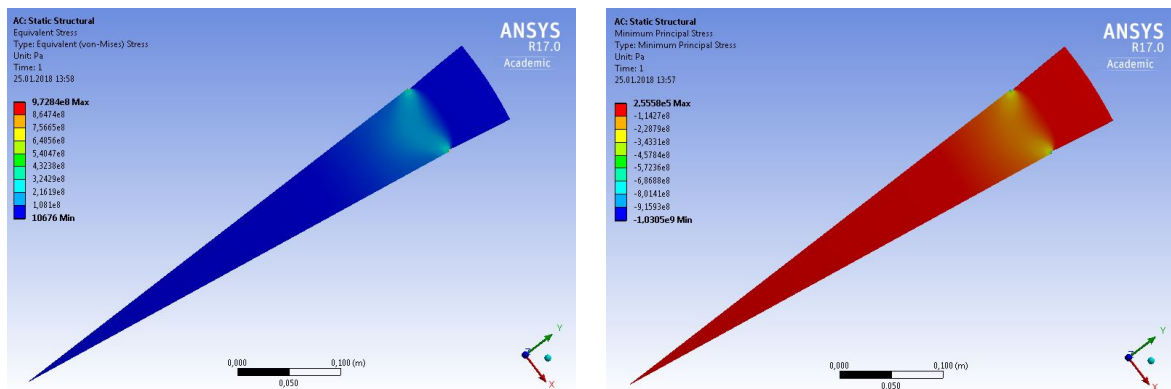 AC: Static Structural
Equivalent Stress
Type: Equivalent (von-Mises) Stress
Unit: Pa
Time: 1
25.01.2018 13:58
9,7284e8 Max
8,6474e8
7,5665e8
6,4856e8
5,4047e8
4,3238e8
3,2429e8
2,1619e8
1,081e8
10676 Min
ANSYS
R17.0
Academic
0,000
0,100 (m)
0,050
Y
Z
X
AC: Static Structural
Minimum Principal Stress
Type: Minimum Principal Stress
Unit: Pa
Time: 1
25.01.2018 13:57
2,5558e5 Max
-1,1427e8
-2,2879e8
-3,4331e8
-4,5784e8
-5,7236e8
-6,8688e8
-8,0141e8
-9,1593e8
-1,0305e9 Min
ANSYS
R17.0
Academic
0,000
0,100 (m)
0,050
Y
X